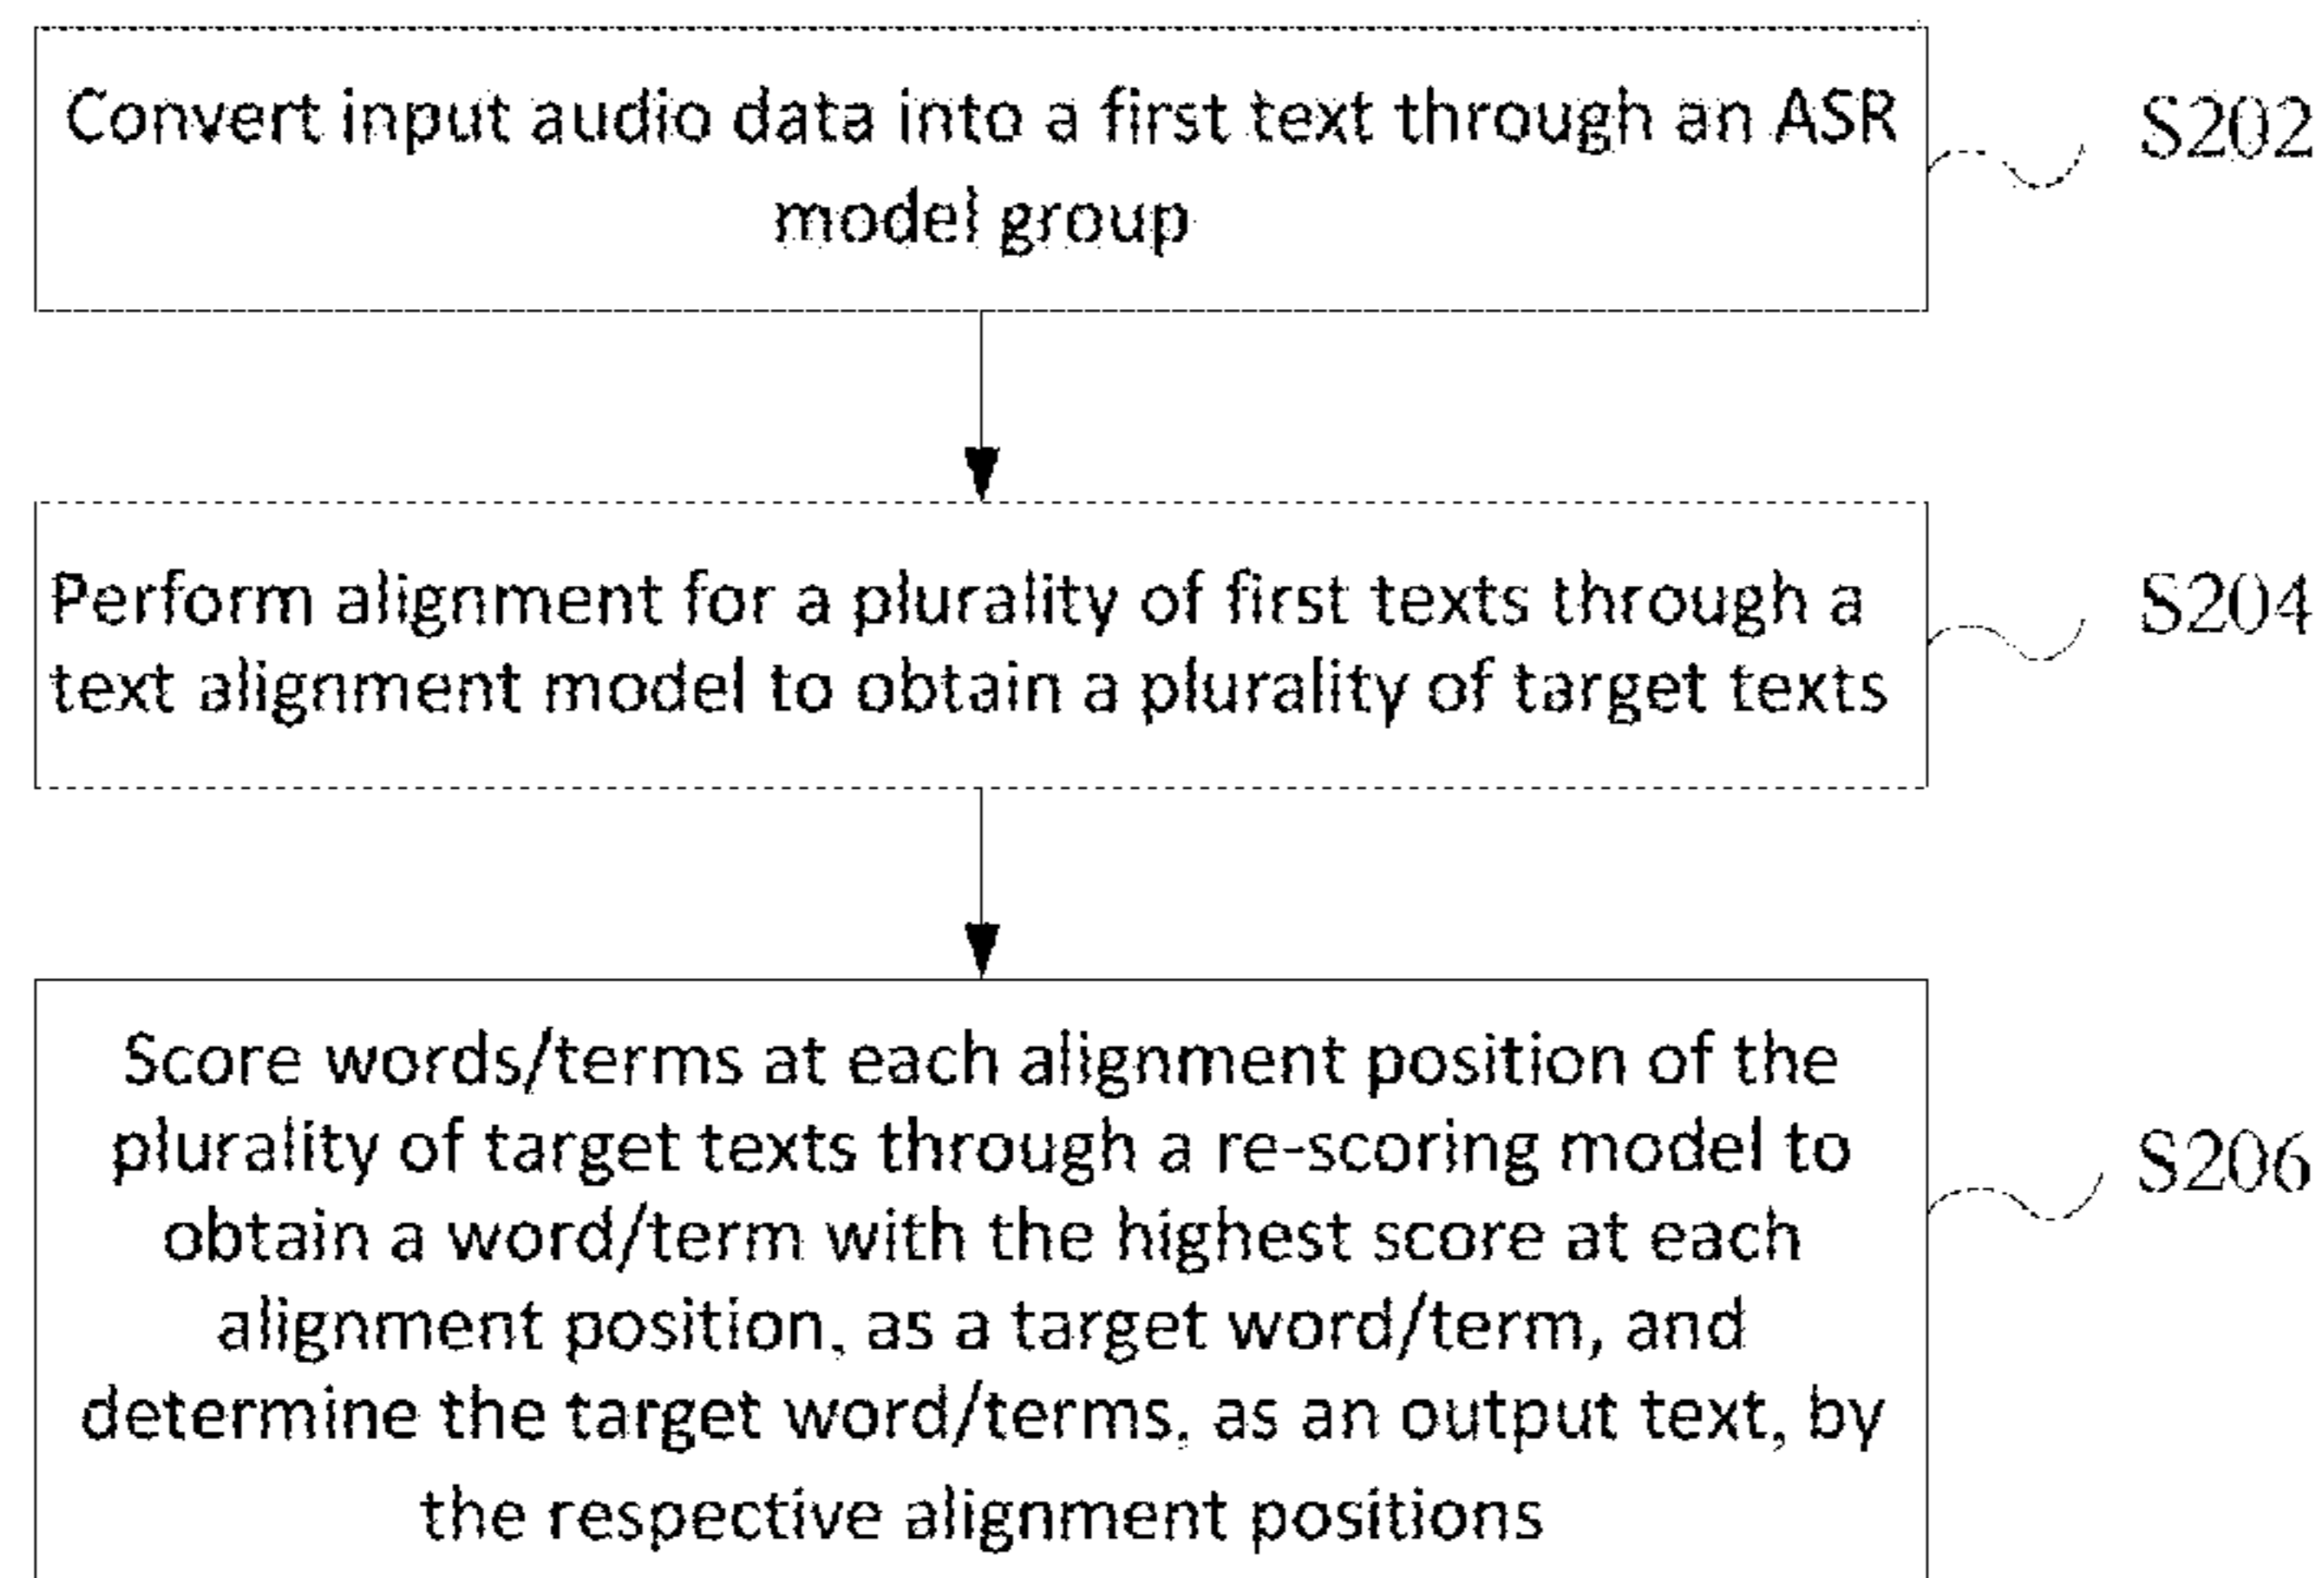 Convert input audio data into a first text through an ASR
model group
S202
Perform alignment for a plurality of first texts through a
text alignment model to obtain a plurality of target texts
S204
Score words/terms at each alignment position of the
plurality of target texts through a re-scoring model to
obtain a word/term with the highest score at each
alignment position, as a target word/term, and
determine the target word/terms, as an output text, by
the respective alignment positions
S206